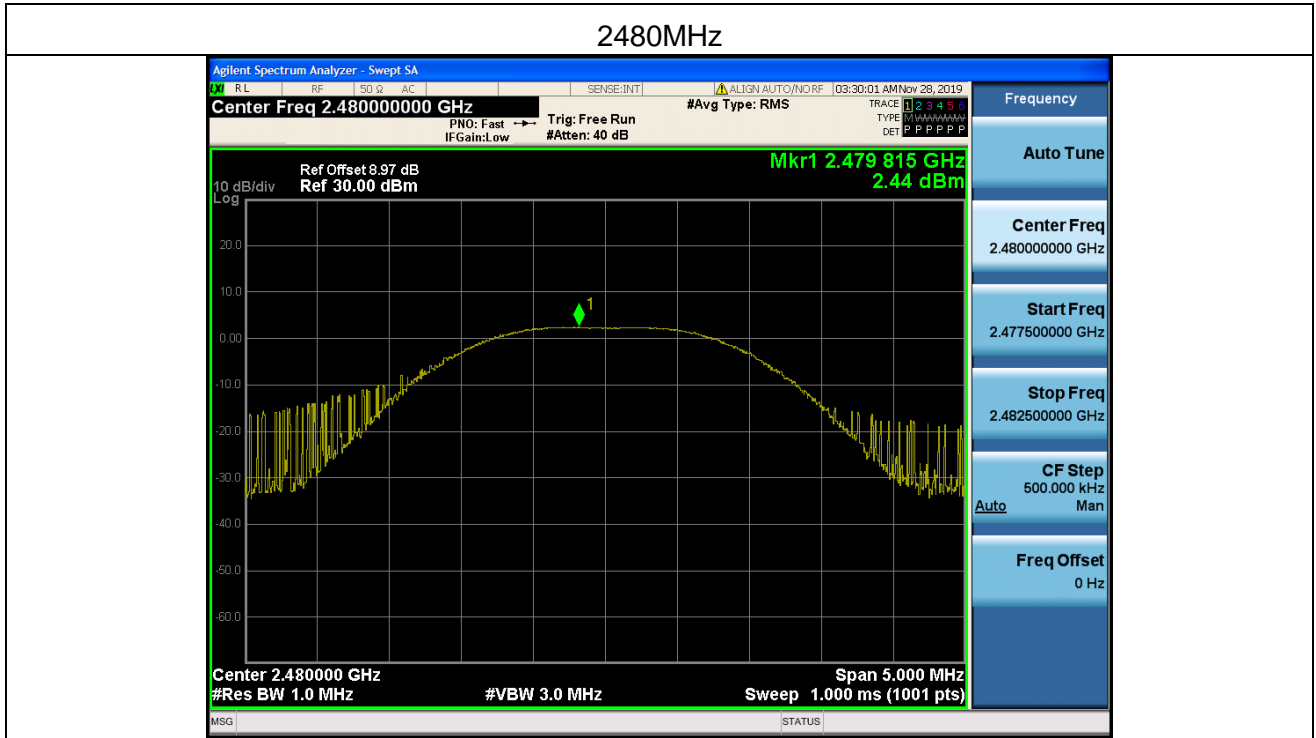 2480MHz
Agilent Spectrum Analyzer - Swept SA
LXI RL RF 50 Ω AC SENSE:INT ALIGN AUTO/NO RF 03:30:01 AM Nov 28, 2019
Center Freq 2.480000000 GHz
PNO: Fast
IFGain:Low
Trig: Free Run
#Atten: 40 dB
#Avg Type: RMS
TRACE 1 2 3 4 5 6
TYPE MWWWWW
DET P P P P P P
Mkr1 2.479 815 GHz
2.44 dBm
Ref Offset 8.97 dB
10 dB/div Ref 30.00 dBm
Log
20.0
10.0
0.00
-10.0
-20.0
-30.0
-40.0
-50.0
-60.0
1
Center 2.480000 GHz Span 5.000 MHz
#Res BW 1.0 MHz #VBW 3.0 MHz Sweep 1.000 ms (1001 pts)
MSG STATUS
Frequency
Auto Tune
Center Freq
2.480000000 GHz
Start Freq
2.477500000 GHz
Stop Freq
2.482500000 GHz
CF Step
500.000 kHz
Auto Man
Freq Offset
0 Hz